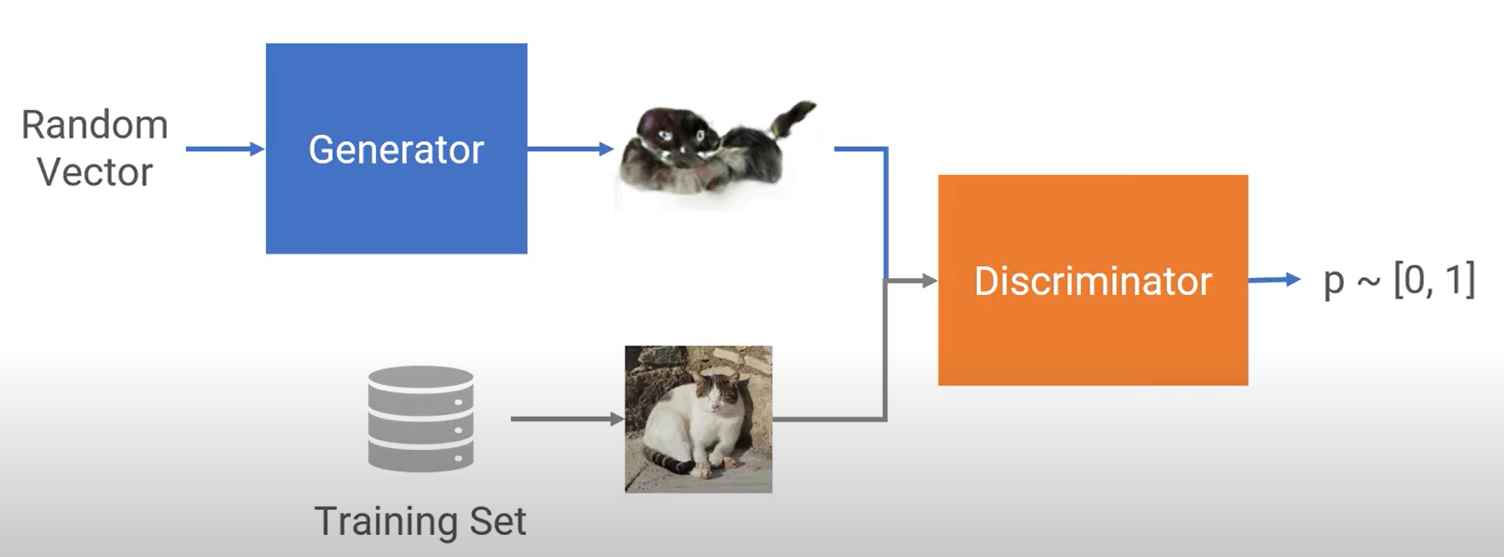 Random
Vector
Generator
Discriminator
p ~ [0, 1]
Training Set